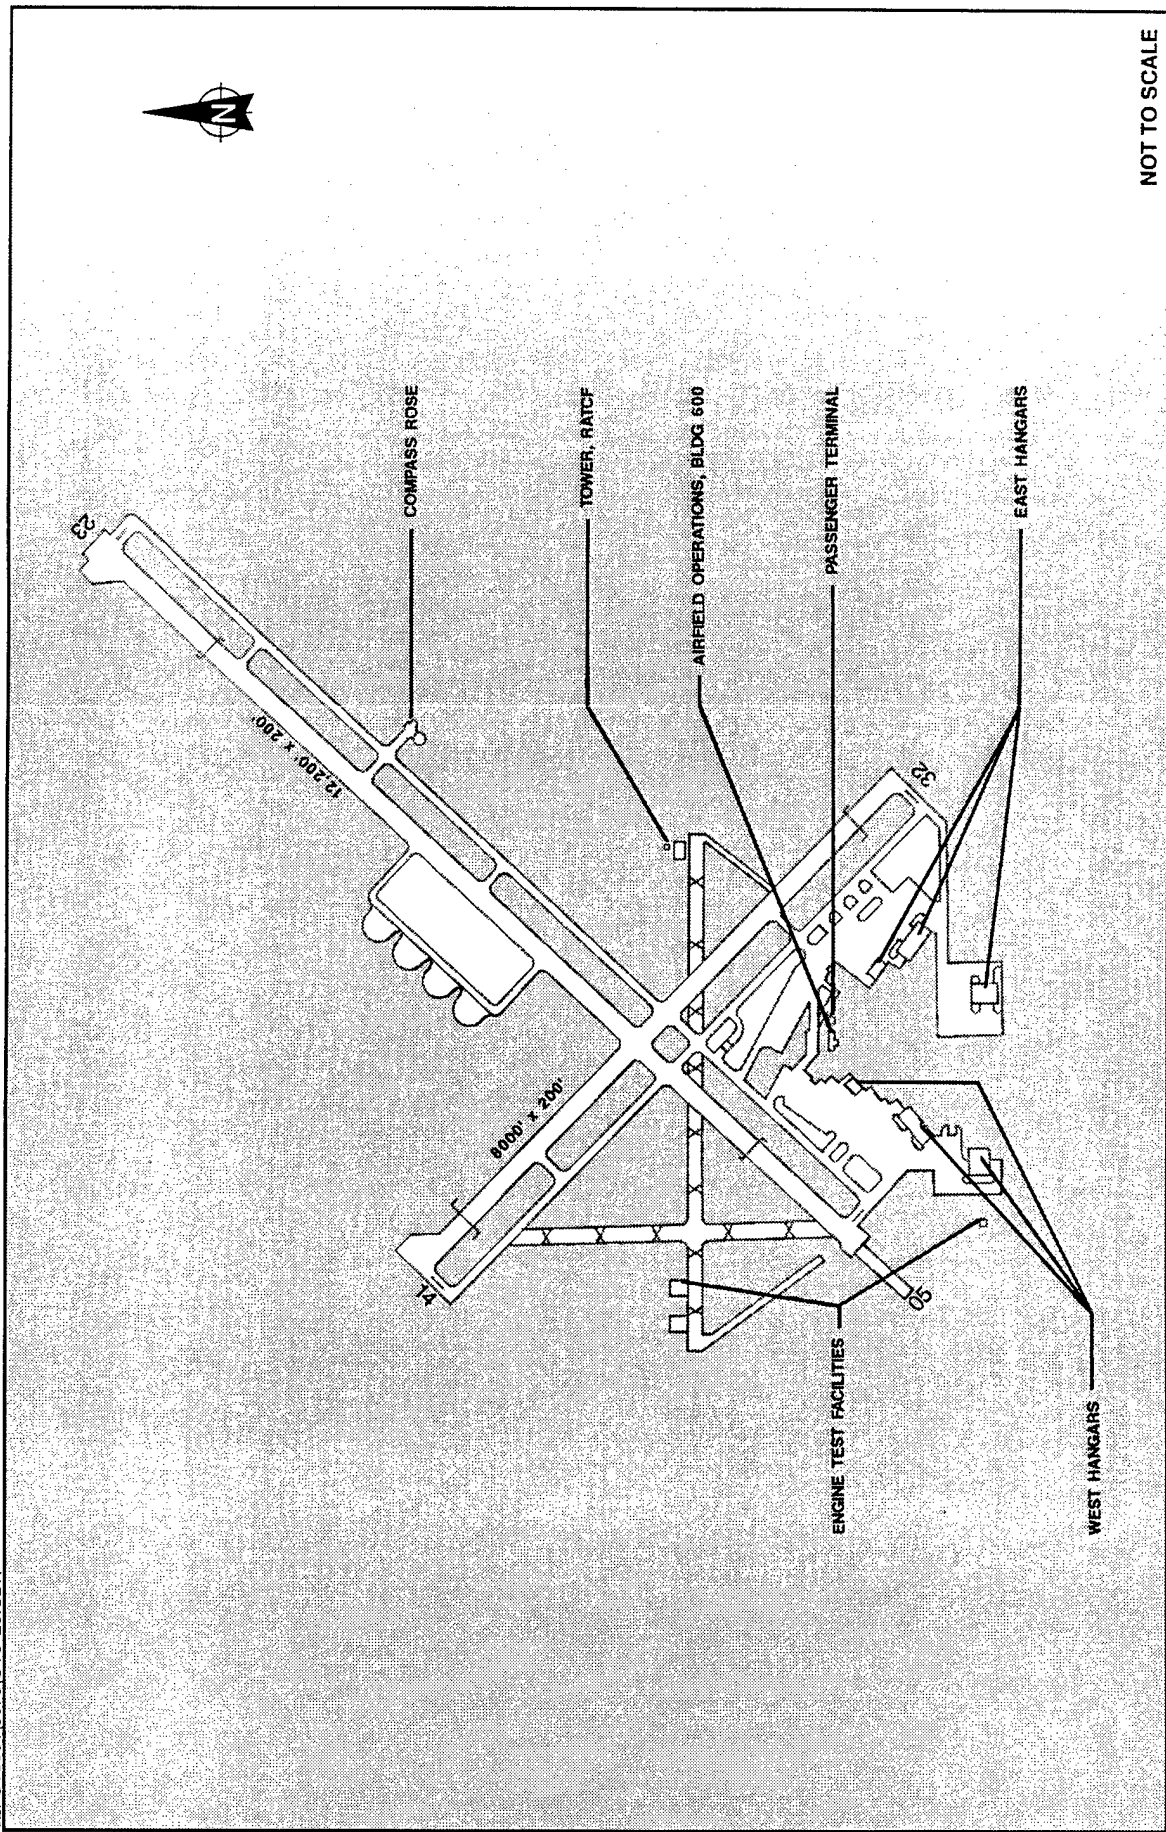 N
23
COMPASS ROSE
12,200' X 200'
TOWER, RATCF
AIRFIELD OPERATIONS, BLDG 600
PASSENGER TERMINAL
32
8000' X 200'
14
EAST HANGARS
05
ENGINE TEST FACILITIES
WEST HANGARS
NOT TO SCALE